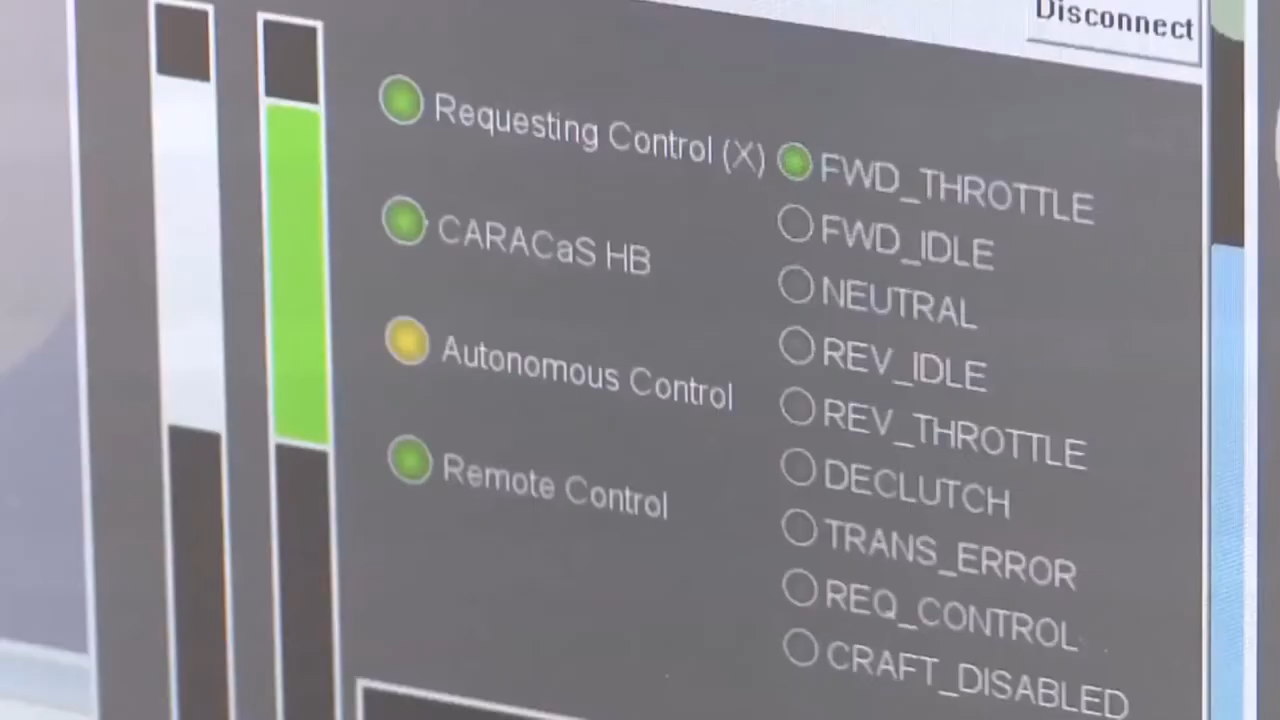 Disconnect
Requesting Control (X)
CARACaS HB
Autonomous Control
Remote Control
FWD_THROTTLE
FWD_IDLE
NEUTRAL
REV_IDLE
REV_THROTTLE
DECLUTCH
TRANS_ERROR
REQ_CONTROL
CRAFT_DISABLED